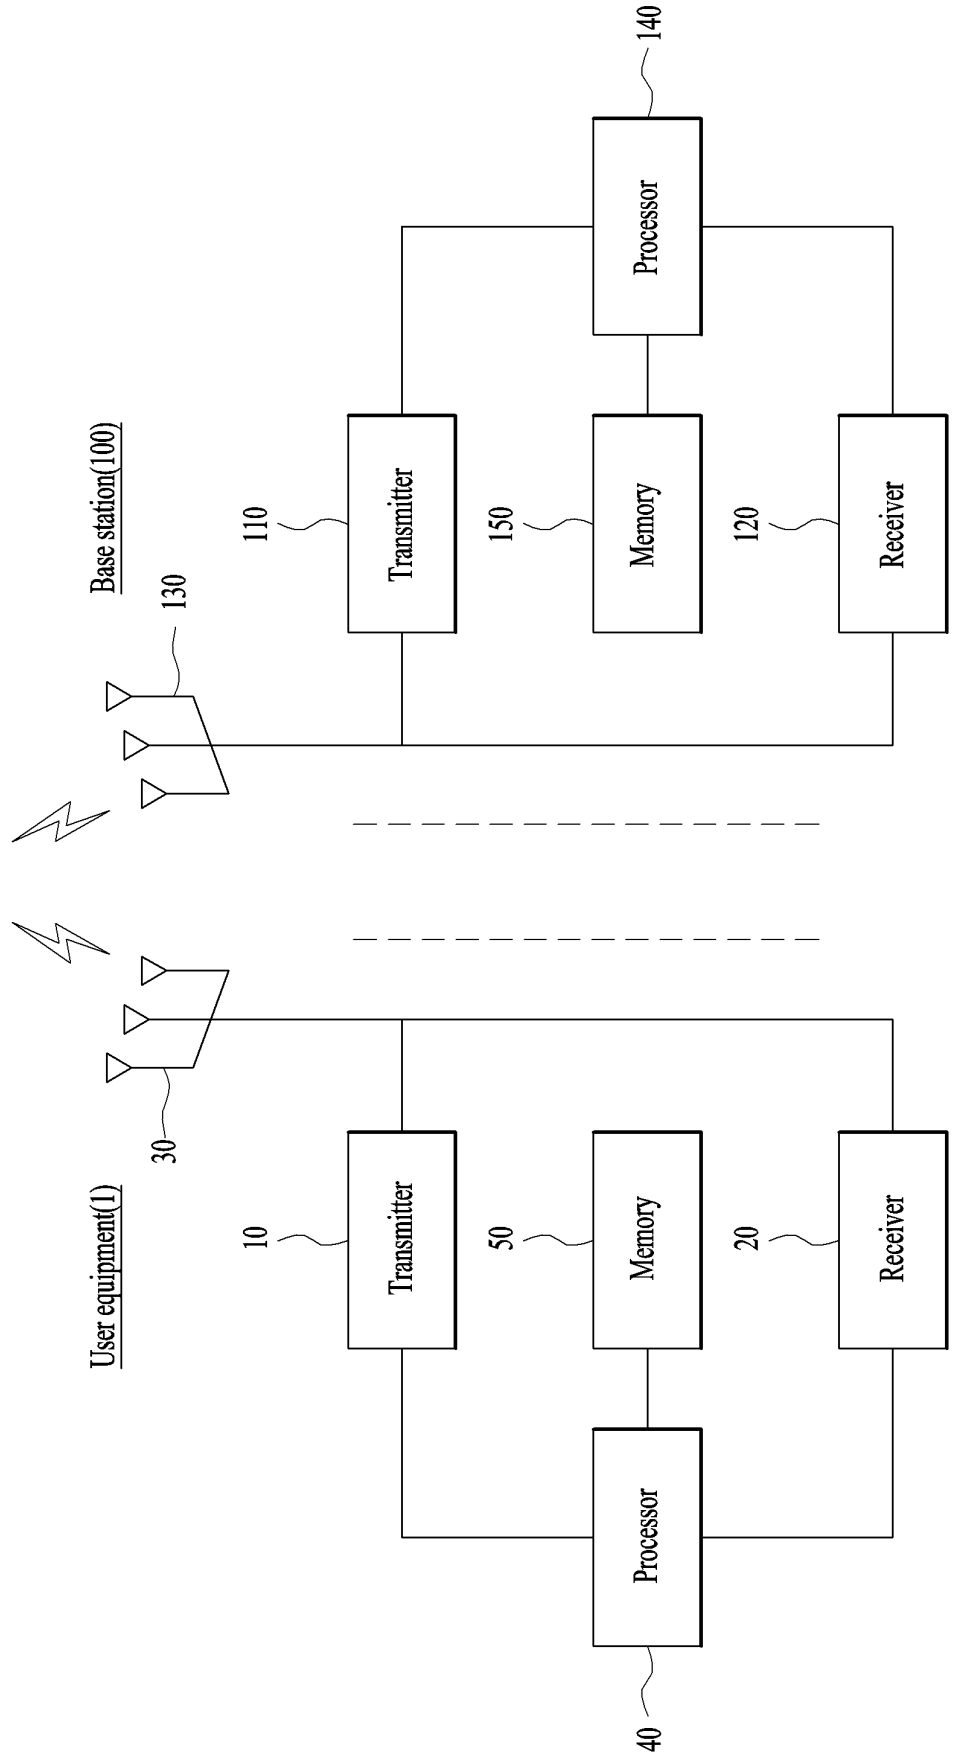 User equipment(1)
Base station(100)
30
130
10
Transmitter
110
Transmitter
40
Processor
50
Memory
150
Memory
Processor
140
20
Receiver
120
Receiver